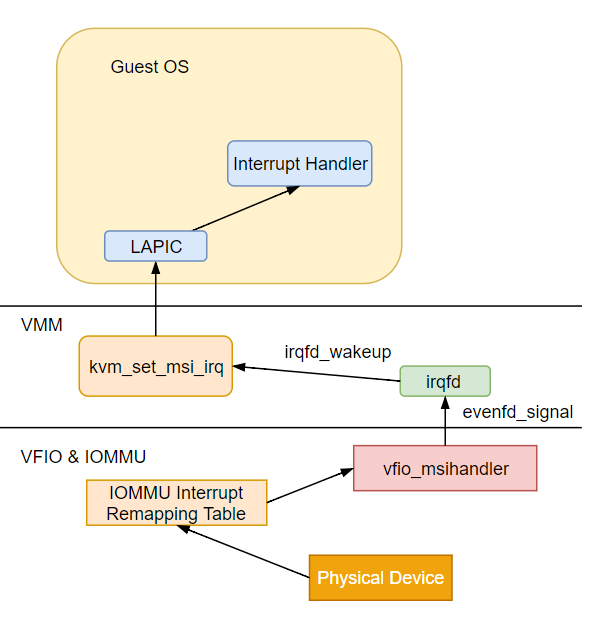 Guest OS
Interrupt Handler
LAPIC
VMM
irqfd_wakeup
kvm_set_msi_irq
irqfd
evenfd_signal
VFIO & IOMMU
vfio_msihandler
IOMMU Interrupt
Remapping Table
Physical Device